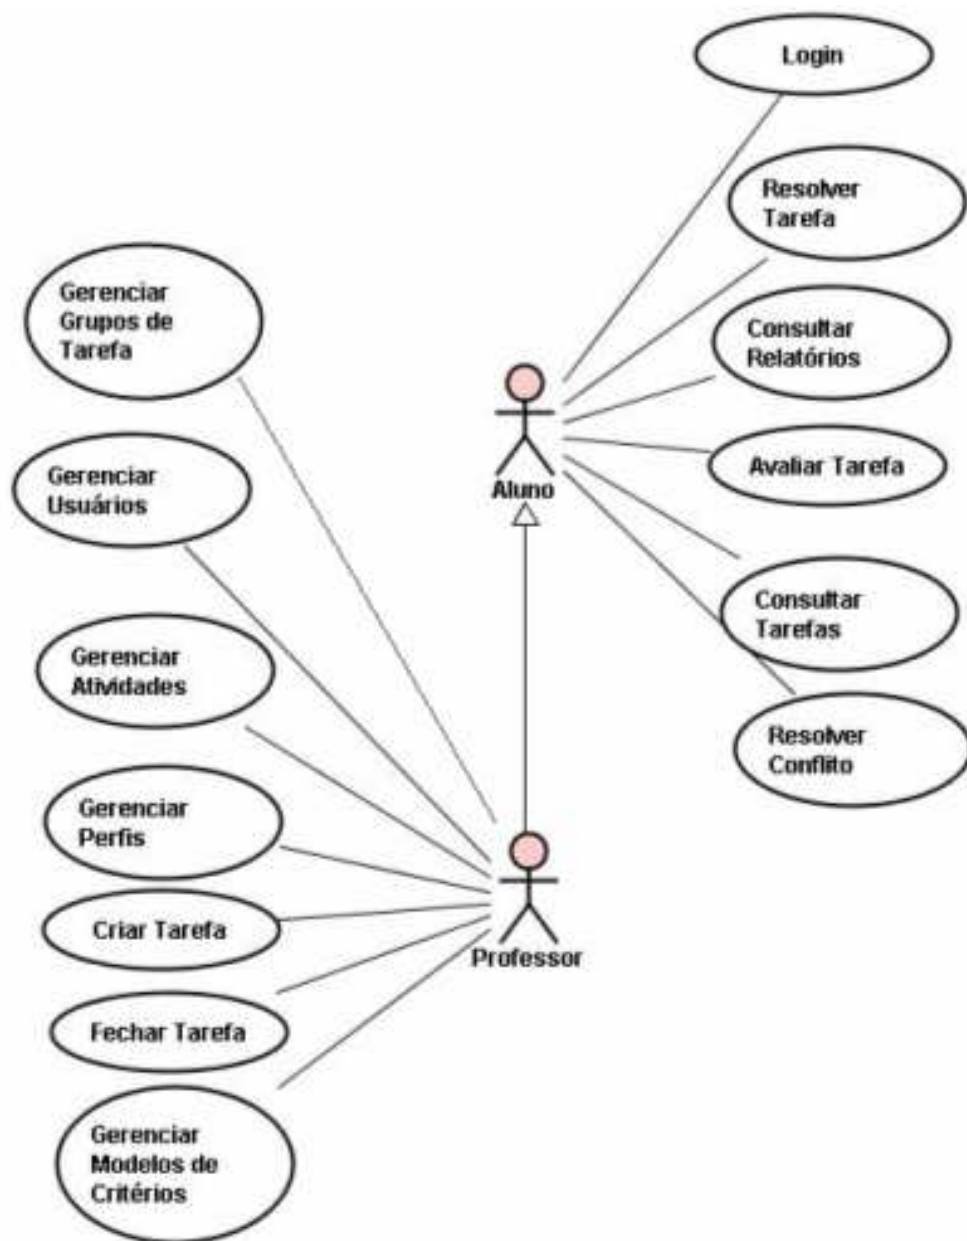 Login
Resolver
Tarefa
Consultar
Relatórios
Avaliar Tarefa
Consultar
Tarefas
Resolver
Conflito
Aluno
Gerenciar
Grupos de
Tarefa
Gerenciar
Usuários
Gerenciar
Atividades
Gerenciar
Perfis
Criar Tarefa
Fechar Tarefa
Gerenciar
Modelos de
Critérios
Professor